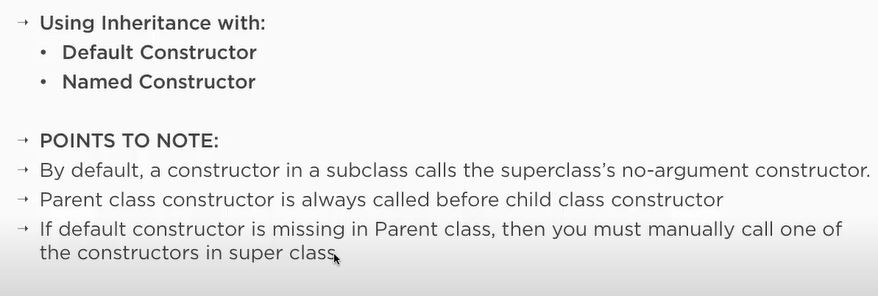 → Using Inheritance with:
• Default Constructor
• Named Constructor
→ POINTS TO NOTE:
→ By default, a constructor in a subclass calls the superclass’s no-argument constructor.
→ Parent class constructor is always called before child class constructor
→ If default constructor is missing in Parent class, then you must manually call one of
the constructors in super class.